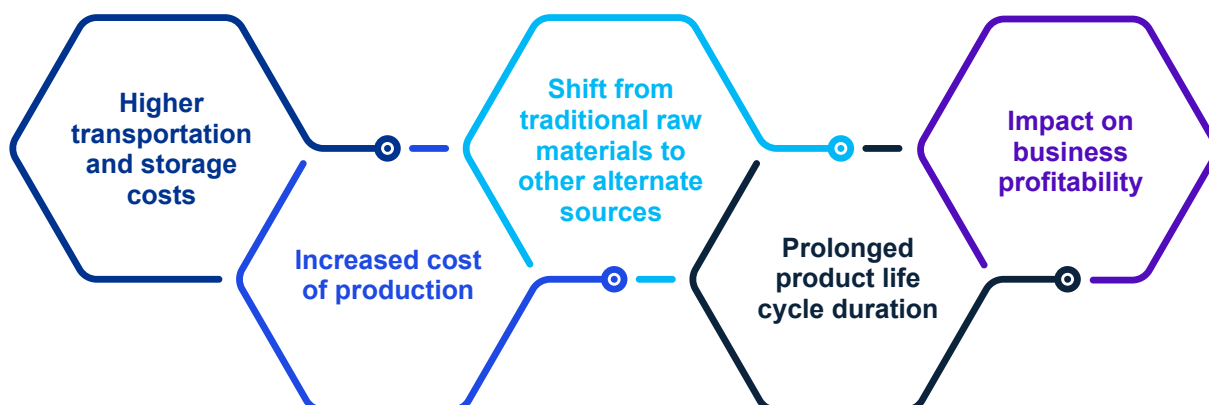 Higher
transportation
and storage
costs
Increased cost
of production
Shift from
traditional raw
materials to
other alternate
sources
Prolonged
product life
cycle duration
Impact on
business
profitability